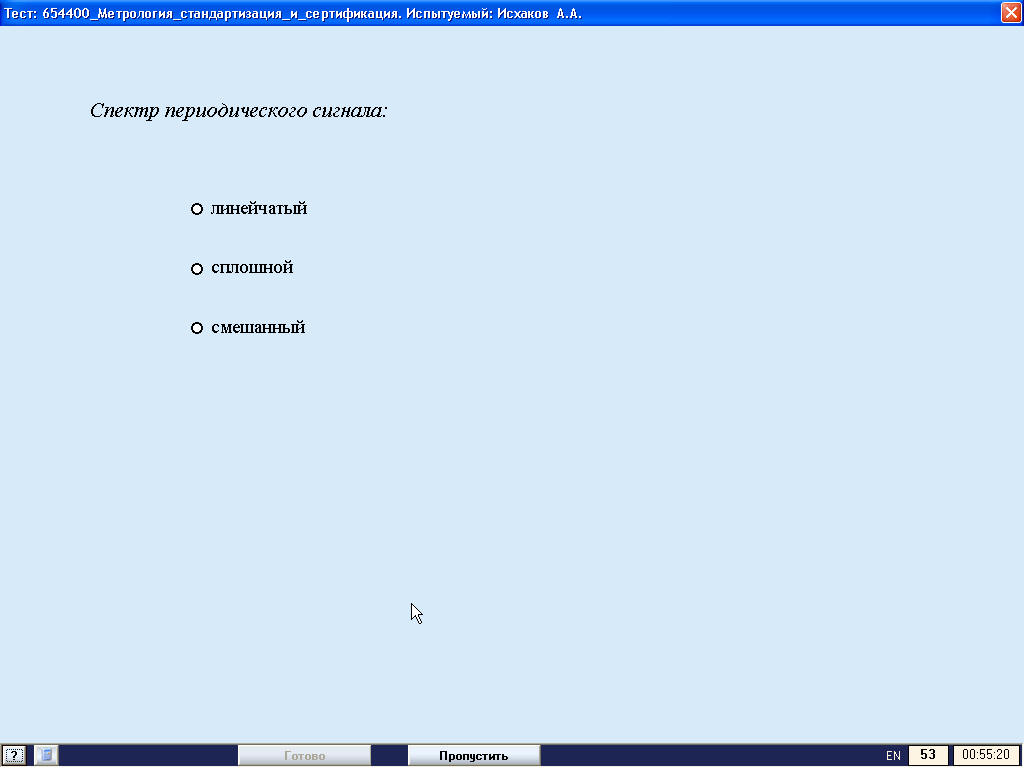 Тест: 654400_Метрология_стандартизация_и_сертификация. Испытуемый: Исхаков А.А.
Спектр периодического сигнала:
линейчатый
сплошной
смешанный
? Готово Пропустить EN 53 00:55:20